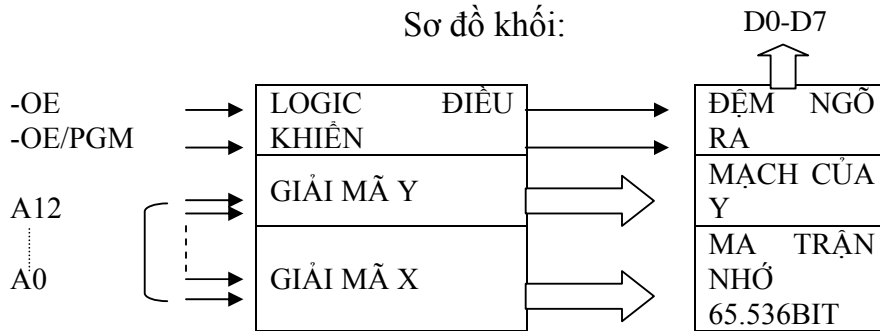 Sơ đồ khối:
D0-D7
-OE
-OE/PGM
A12
A0
LOGIC ĐIỀU
KHIỂN
GIẢI MÃ Y
GIẢI MÃ X
ĐỆM NGÕ
RA
MẠCH CỦA
Y
MA TRẬN
NHỚ
65.536BIT